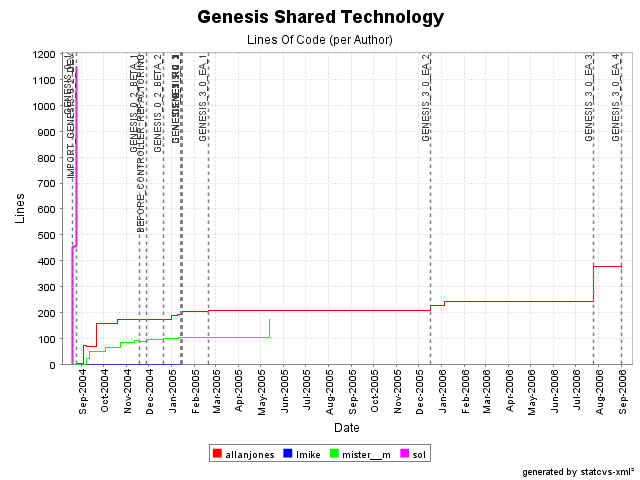 Genesis Shared Technology
Lines Of Code (per Author)
Lines
1200
1100
1000
900
800
700
600
500
400
300
200
100
0
BEFORE_CONTROLLER_REFACTORING
GENESIS_0_2_BETA_1
GENESIS_0_2_BETA_2
GENESIS_3_0_EA_1
GENESIS_3_0_EA_2
GENESIS_3_0_EA_3
GENESIS_3_0_EA_4
Sep-2004
Oct-2004
Nov-2004
Dec-2004
Jan-2005
Feb-2005
Mar-2005
Apr-2005
May-2005
Jun-2005
Jul-2005
Aug-2005
Sep-2005
Oct-2005
Nov-2005
Dec-2005
Jan-2006
Feb-2006
Mar-2006
Apr-2006
May-2006
Jun-2006
Jul-2006
Aug-2006
Sep-2006
Date
allanjones lmike mister__m sol
generated by statcvs-xml²